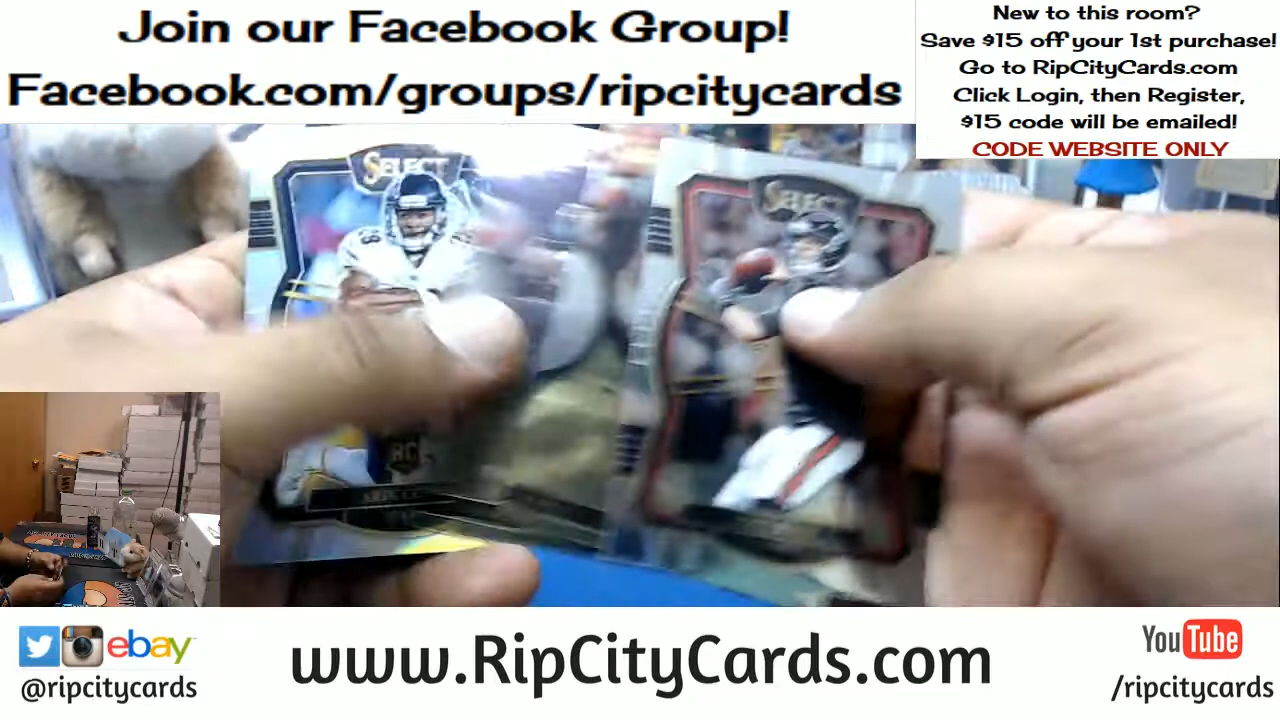 Join our Facebook Group!
Facebook.com/groups/ripcitycards
New to this room?
Save $15 off your 1st purchase!
Go to RipCityCards.com
Click Login, then Register,
$15 code will be emailed!
CODE WEBSITE ONLY
SELECT
SELECT
RC
ebay
@ripcitycards
www.RipCityCards.com
YouTube
/ripcitycards